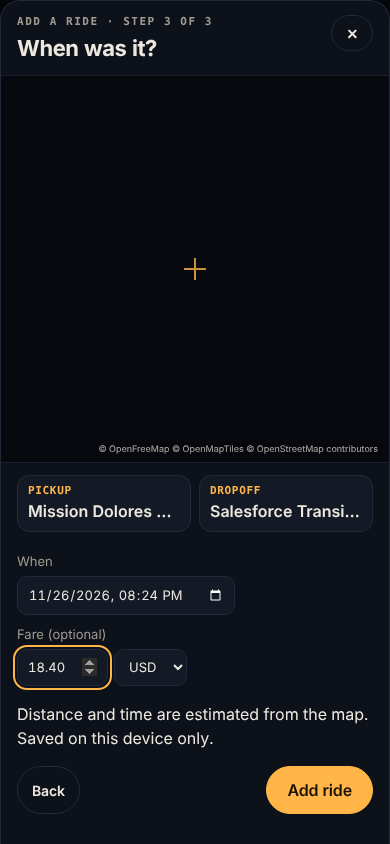 ADD A RIDE · STEP 3 OF 3
When was it?
×
© OpenFreeMap © OpenMapTiles © OpenStreetMap contributors
PICKUP
Mission Dolores ...
DROPOFF
Salesforce Transi...
When
11/26/2026, 08:24 PM
Fare (optional)
18.40
USD
Distance and time are estimated from the map.
Saved on this device only.
Back
Add ride